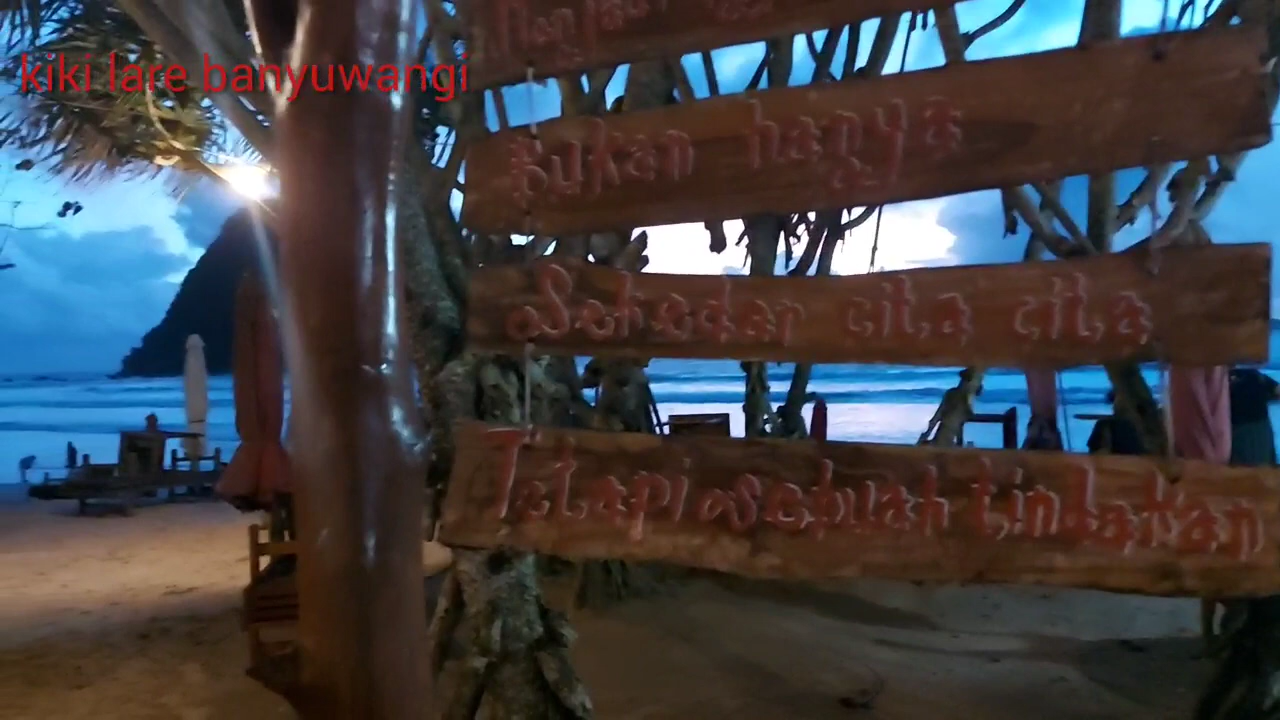 kiki lare banyuwangi
Bukan hanya
Sekedar cita cita
Tetapi sebuah tindakan